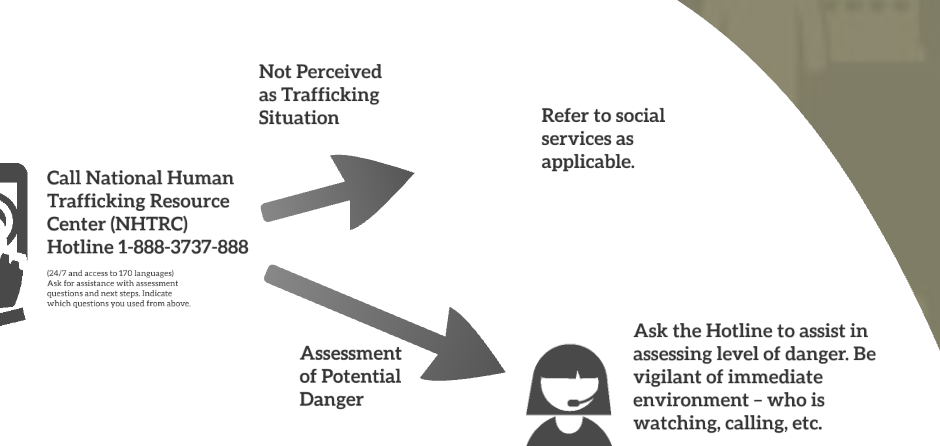 Not Perceived
as Trafficking
Situation
Refer to social
services as
applicable.
Call National Human
Trafficking Resource
Center (NHTRC)
Hotline 1-888-3737-888
(24/7 and access to 170 languages)
Ask for assistance with assessment
questions and next steps. Indicate
which questions you used from above.
Assessment
of Potential
Danger
Ask the Hotline to assist in
assessing level of danger. Be
vigilant of immediate
environment – who is
watching, calling, etc.